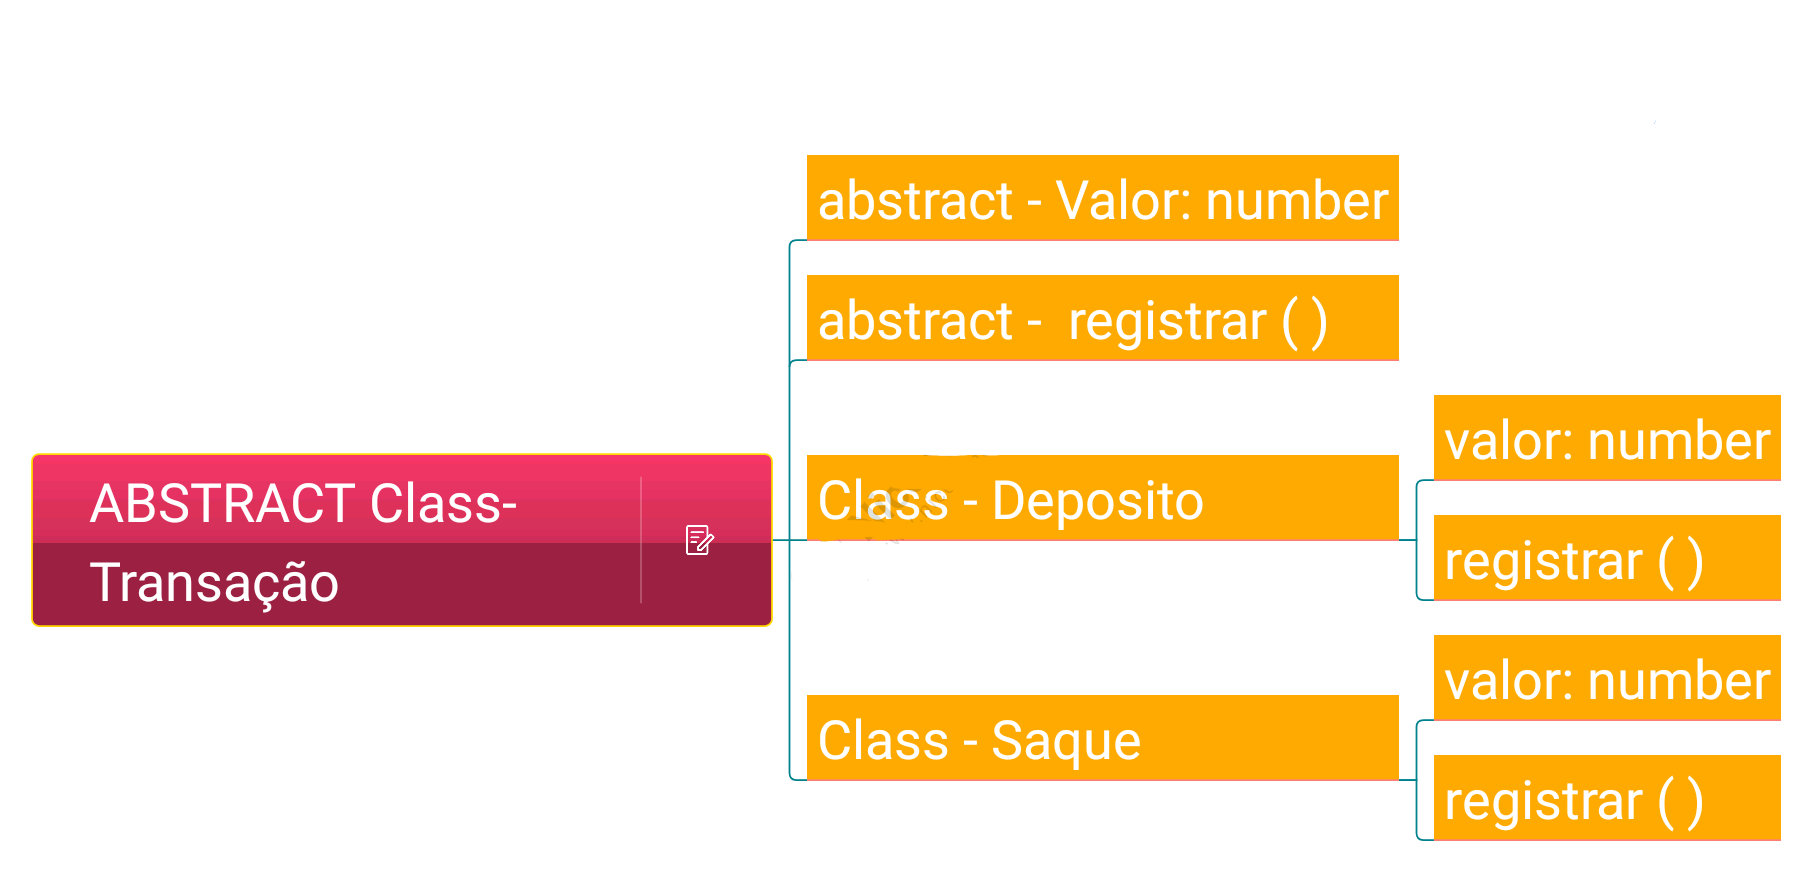 abstract - Valor: number
abstract -  registrar ( )
valor: number
ABSTRACT Class-
Transação
Class - Deposito
registrar ( )
valor: number
Class - Saque
registrar ( )